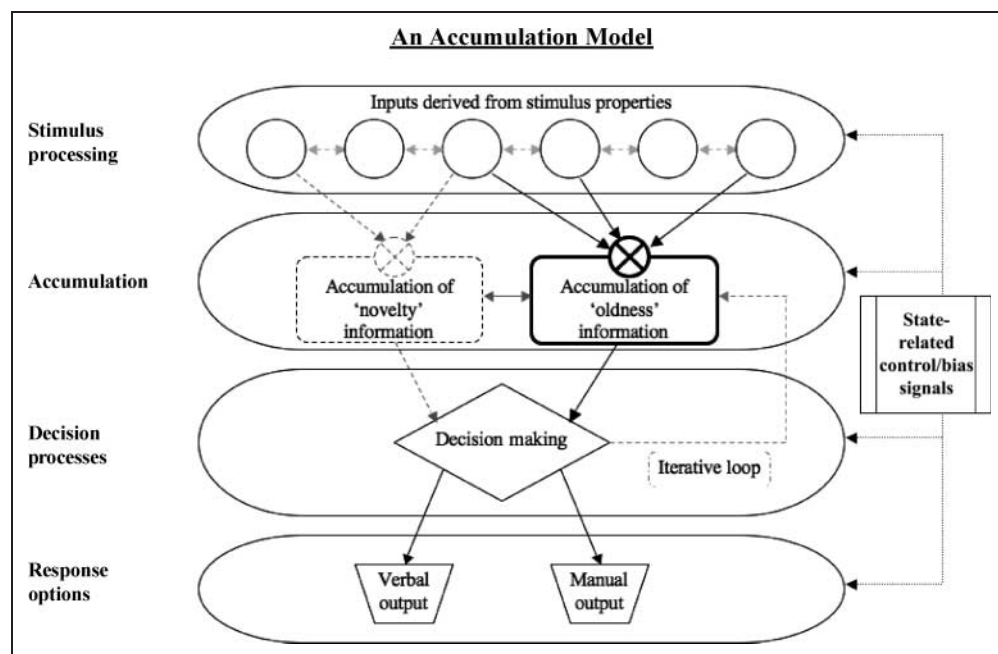 An Accumulation Model
Inputs derived from stimulus properties
Stimulus
processing
Accumulation
Accumulation of
‘novelty’
information
Accumulation of
‘oldness’
information
State-
related
control/bias
signals
Decision
processes
Decision making
Iterative loop
Response
options
Verbal
output
Manual
output